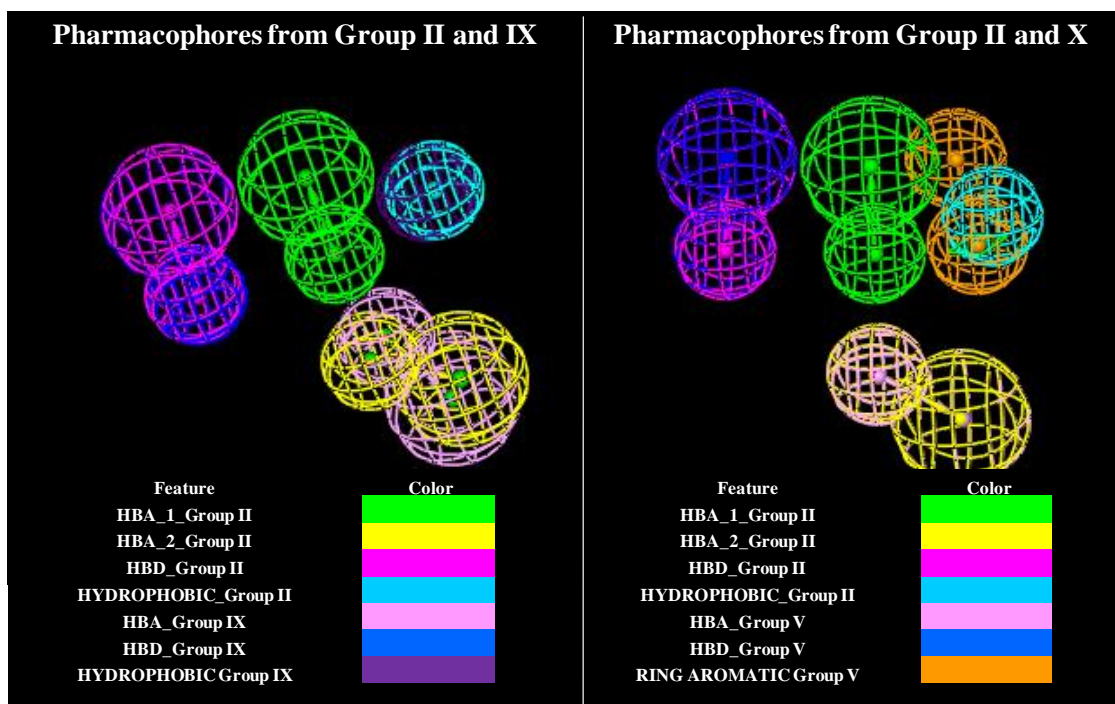 Pharmacophores from Group II and IX
Feature Color
HBA_1_Group II
HBA_2_Group II
HBD_Group II
HYDROPHOBIC_Group II
HBA_Group IX
HBD_Group IX
HYDROPHOBIC Group IX
Pharmacophores from Group II and X
Feature Color
HBA_1_Group II
HBA_2_Group II
HBD_Group II
HYDROPHOBIC_Group II
HBA_Group V
HBD_Group V
RING AROMATIC Group V